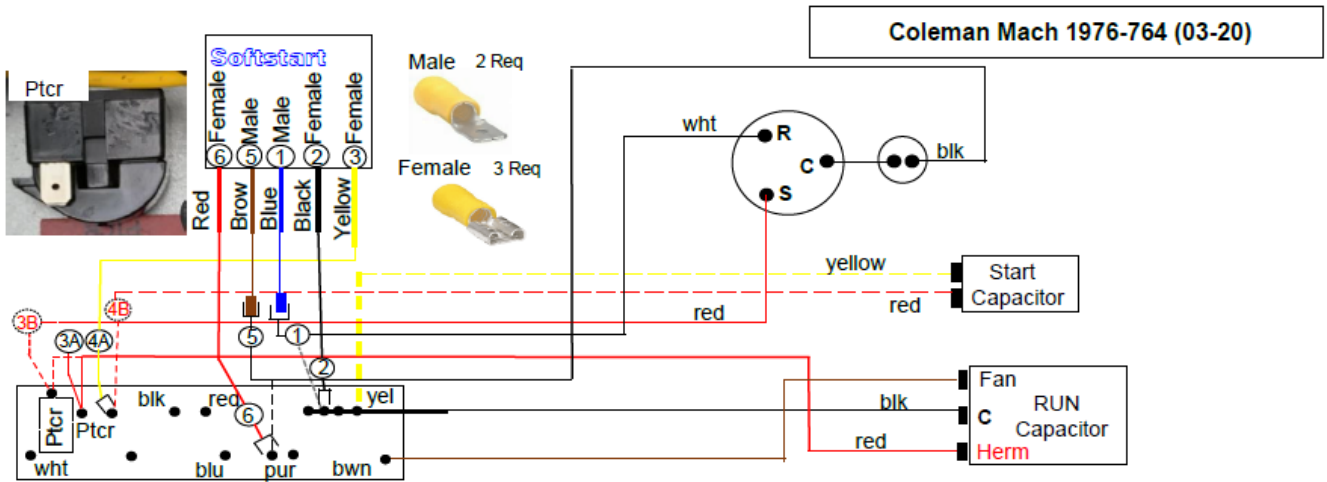 Coleman Mach 1976-764 (03-20)
Softstart
Ptcr
Female
Male
Male
Female
Female
6
5
1
2
3
Red
Brow
Blue
Black
Yellow
Male 2 Req
Female 3 Req
wht
R
C
S
blk
yellow
red
Start
Capacitor
red
3B
4B
3A
4A
5
1
2
Fan
C
Herm
RUN
Capacitor
blk
red
Ptcr
Ptcr
blk
red
6
yel
wht
blu
pur
bwn